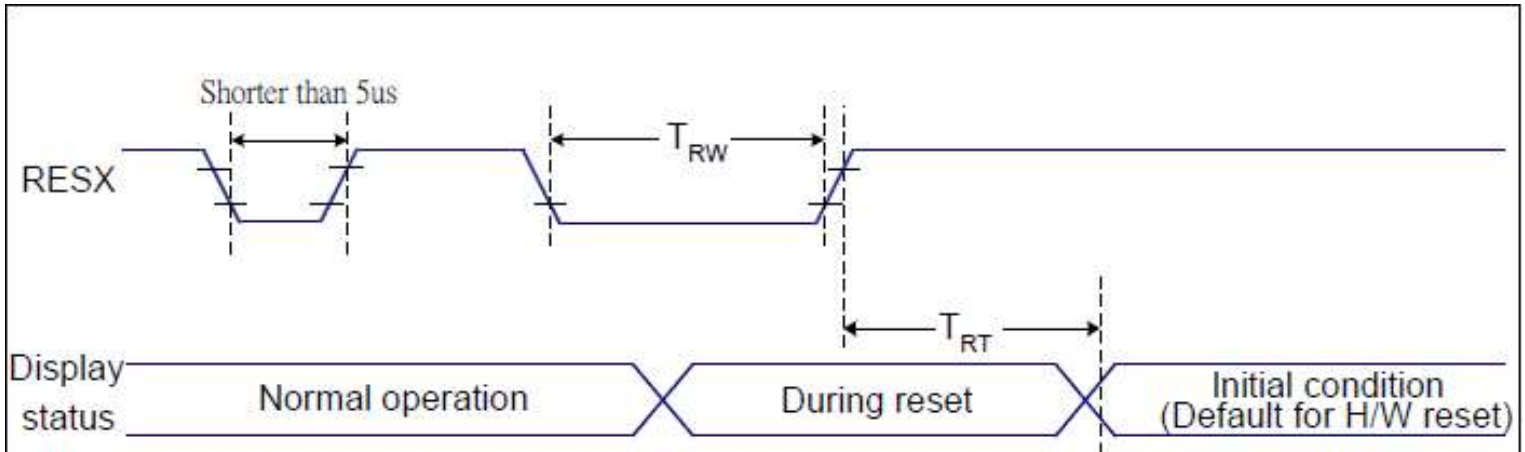 Shorter than 5us
TRW
RESX
TRT
Display
status
Normal operation
During reset
Initial condition
(Default for H/W reset)